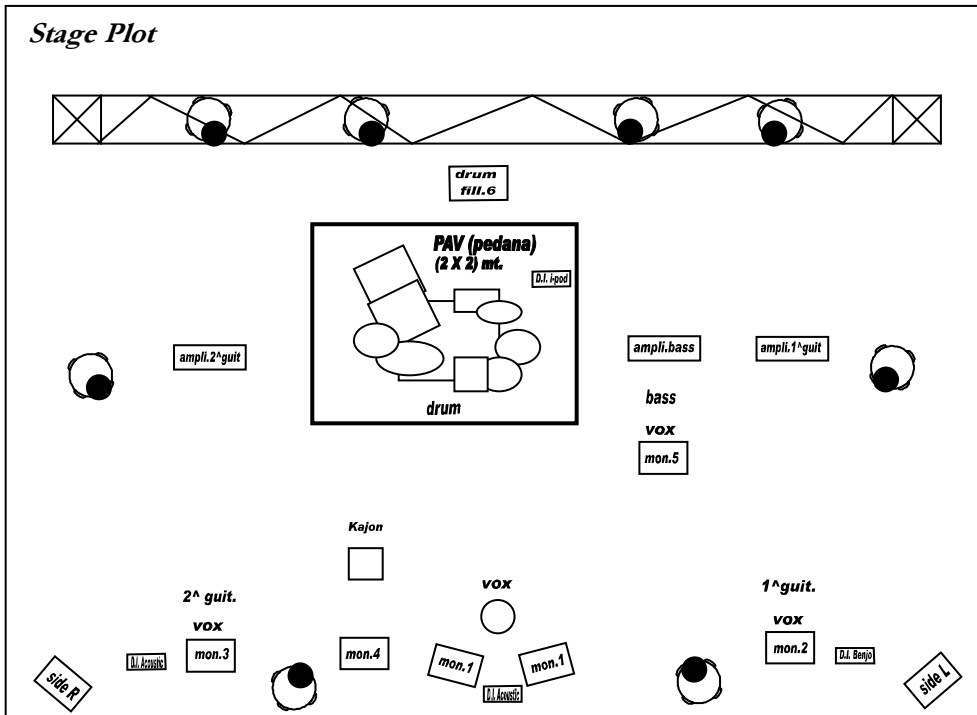 Stage Plot
drum
fill.6
PAV (pedana)
(2 X 2) mt.
D.I. i-pod
drum
ampli.2^guit
ampli.bass
ampli.1^guit
bass
vox
mon.5
Kajon
2^ guit.
vox
mon.3
D.I. Acoustic
mon.4
vox
mon.1
mon.1
D.I. Acoustic
1^guit.
vox
mon.2
D.I. Benjo
side R
side L